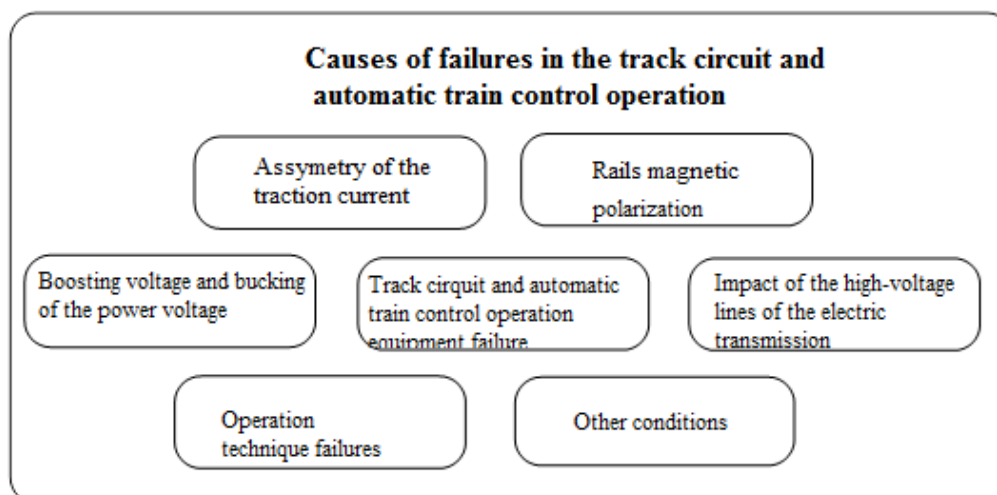 Causes of failures in the track circuit and
automatic train control operation
Assymetry of the
traction current
Rails magnetic
polarization
Boosting voltage and bucking
of the power voltage
Track cirquit and automatic
train control operation
equipment failure
Impact of the high-voltage
lines of the electric
transmission
Operation
technique failures
Other conditions